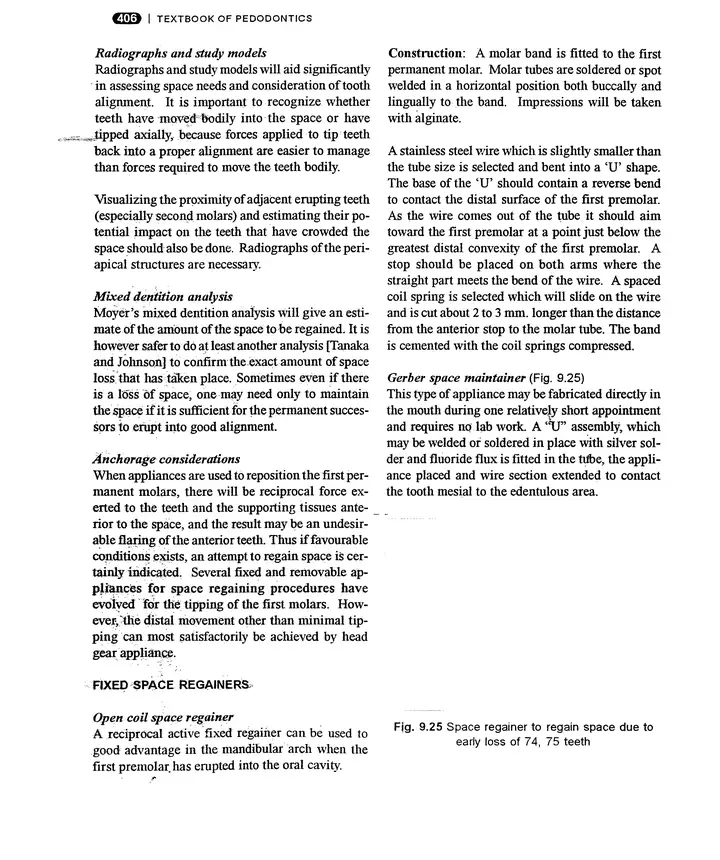 406 | TEXTBOOK OF PEDODONTICS
Radiographs and study models
Radiographs and study models will aid significantly
in assessing space needs and consideration of tooth
alignment. It is important to recognize whether
teeth have moved bodily into the space or have
tipped axially, because forces applied to tip teeth
back into a proper alignment are easier to manage
than forces required to move the teeth bodily.
Visualizing the proximity of adjacent erupting teeth
(especially second molars) and estimating their po-
tential impact on the teeth that have crowded the
space should also be done. Radiographs of the peri-
apical structures are necessary.
Mixed dentition analysis
Moyer's mixed dentition analysis will give an esti-
mate of the amount of the space to be regained. It is
however safer to do at least another analysis [Tanaka
and Johnson] to confirm the exact amount of space
loss that has taken place. Sometimes even if there
is a loss of space, one may need only to maintain
the space if it is sufficient for the permanent succes-
sors to erupt into good alignment.
Anchorage considerations
When appliances are used to reposition the first per-
manent molars, there will be reciprocal force ex-
erted to the teeth and the supporting tissues ante-
rior to the space, and the result may be an undesir-
able flaring of the anterior teeth. Thus if favourable
conditions exists, an attempt to regain space is cer-
tainly indicated. Several fixed and removable ap-
pliances for space regaining procedures have
evolved for the tipping of the first molars. How-
ever, the distal movement other than minimal tip-
ping can most satisfactorily be achieved by head
gear appliance.
FIXED SPACE REGAINERS
Open coil space regainer
A reciprocal active fixed regainer can be used to
good advantage in the mandibular arch when the
first premolar has erupted into the oral cavity.
Construction: A molar band is fitted to the first
permanent molar. Molar tubes are soldered or spot
welded in a horizontal position both buccally and
lingually to the band. Impressions will be taken
with alginate.
A stainless steel wire which is slightly smaller than
the tube size is selected and bent into a 'U' shape.
The base of the 'U' should contain a reverse bend
to contact the distal surface of the first premolar.
As the wire comes out of the tube it should aim
toward the first premolar at a point just below the
greatest distal convexity of the first premolar. A
stop should be placed on both arms where the
straight part meets the bend of the wire. A spaced
coil spring is selected which will slide on the wire
and is cut about 2 to 3 mm. longer than the distance
from the anterior stop to the molar tube. The band
is cemented with the coil springs compressed.
Gerber space maintainer (Fig. 9.25)
This type of appliance may be fabricated directly in
the mouth during one relatively short appointment
and requires no lab work. A "U" assembly, which
may be welded or soldered in place with silver sol-
der and fluoride flux is fitted in the tube, the appli-
ance placed and wire section extended to contact
the tooth mesial to the edentulous area.
Fig. 9.25 Space regainer to regain space due to
early loss of 74, 75 teeth